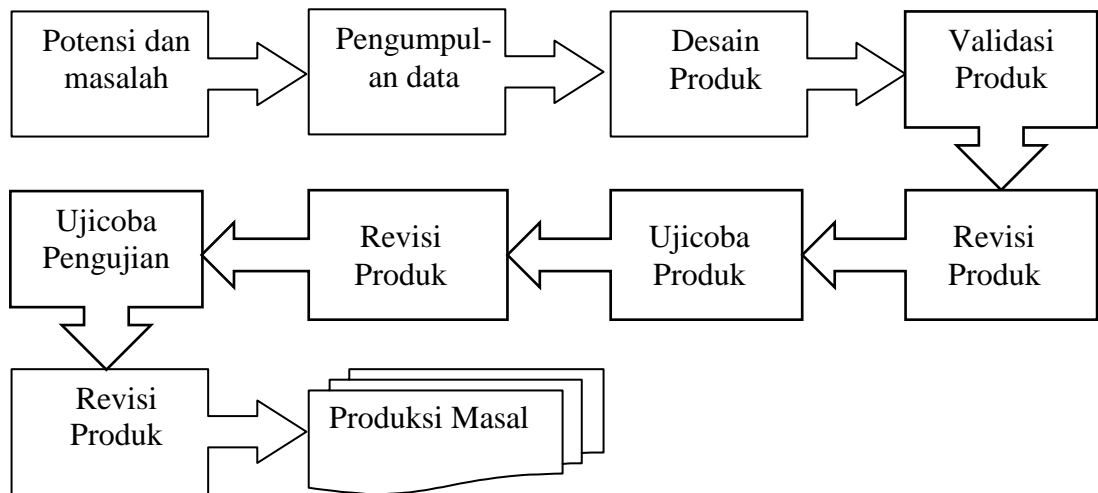 Potensi dan
masalah
Pengumpul-
an data
Desain
Produk
Validasi
Produk
Revisi
Produk
Ujicoba
Produk
Revisi
Produk
Ujicoba
Pengujian
Revisi
Produk
Produksi Masal